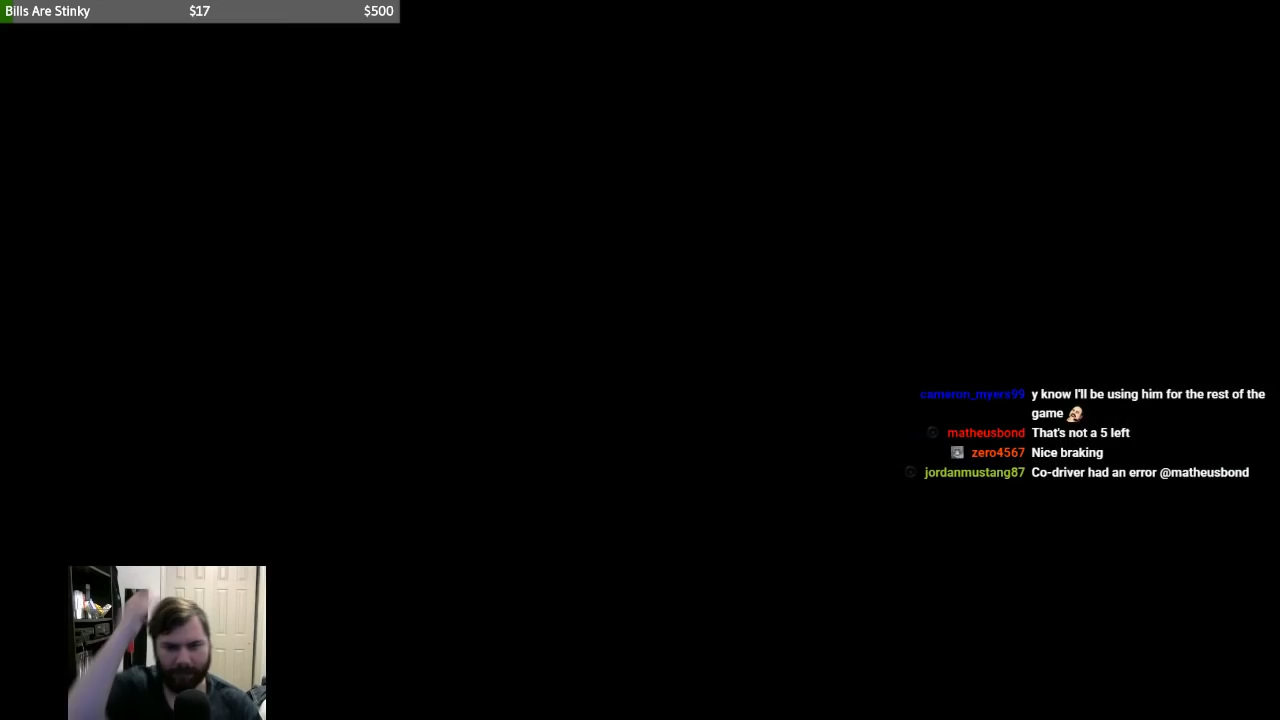 Bills Are Stinky $17 $500
cameron_myers99 y know I'll be using him for the rest of the
game
matheusbond That's not a 5 left
zero4567 Nice braking
jordanmustang87 Co-driver had an error @matheusbond